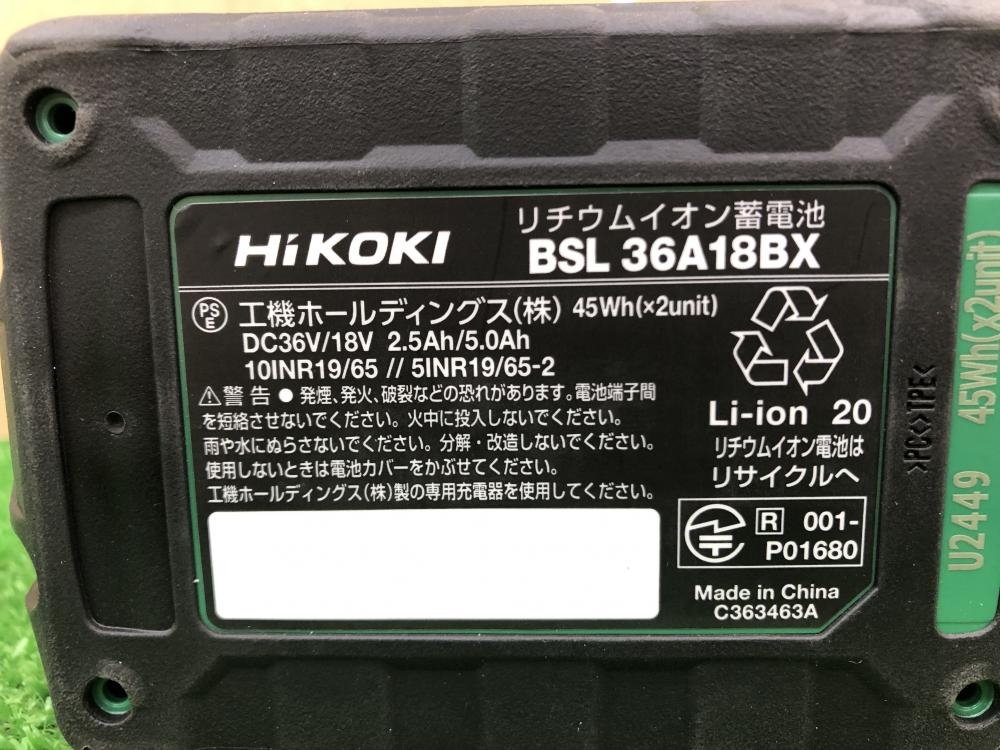 リチウムイオン蓄電池
HiKOKI BSL 36A18BX
PSE 工機ホールディングス(株) 45Wh(×2unit)
DC36V/18V 2.5Ah/5.0Ah
10INR19/65 // 5INR19/65-2
⚠警告 ● 発煙、発火、破裂などの恐れがあります。電池端子間
を短絡させないでください。火中に投入しないでください。
雨や水にぬらさないでください。分解・改造しないでください。
使用しないときは電池カバーをかぶせてください。
工機ホールディングス(株)製の専用充電器を使用してください。
Li-ion 20
リチウムイオン電池は
リサイクルへ
R 001-
P01680
Made in China
C363463A
>PC<>TPE<
U2449 45Wh(×2unit)